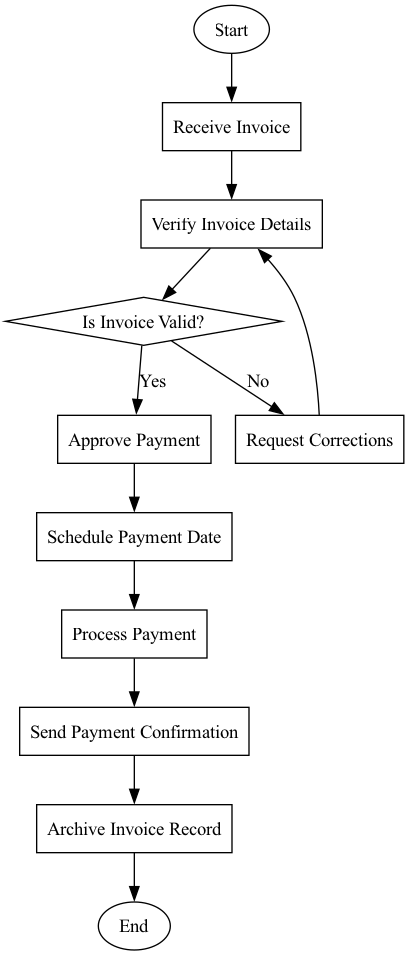 Start
Receive Invoice
Verify Invoice Details
Is Invoice Valid?
Yes
No
Approve Payment
Request Corrections
Schedule Payment Date
Process Payment
Send Payment Confirmation
Archive Invoice Record
End